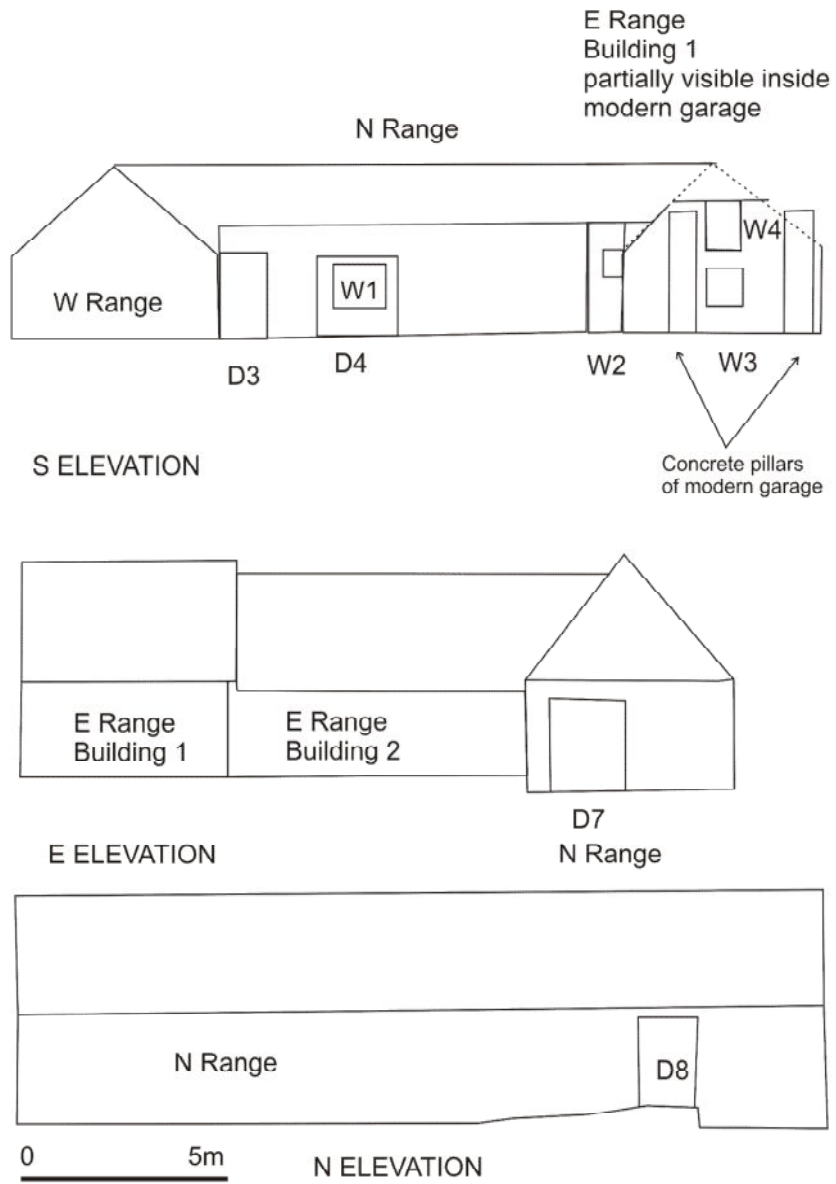 E Range
Building 1
partially visible inside
modern garage
N Range
W4
W Range
W1
D3
D4
W2
W3
S ELEVATION
Concrete pillars
of modern garage
E Range
Building 1
E Range
Building 2
D7
E ELEVATION
N Range
N Range
D8
0
5m
N ELEVATION